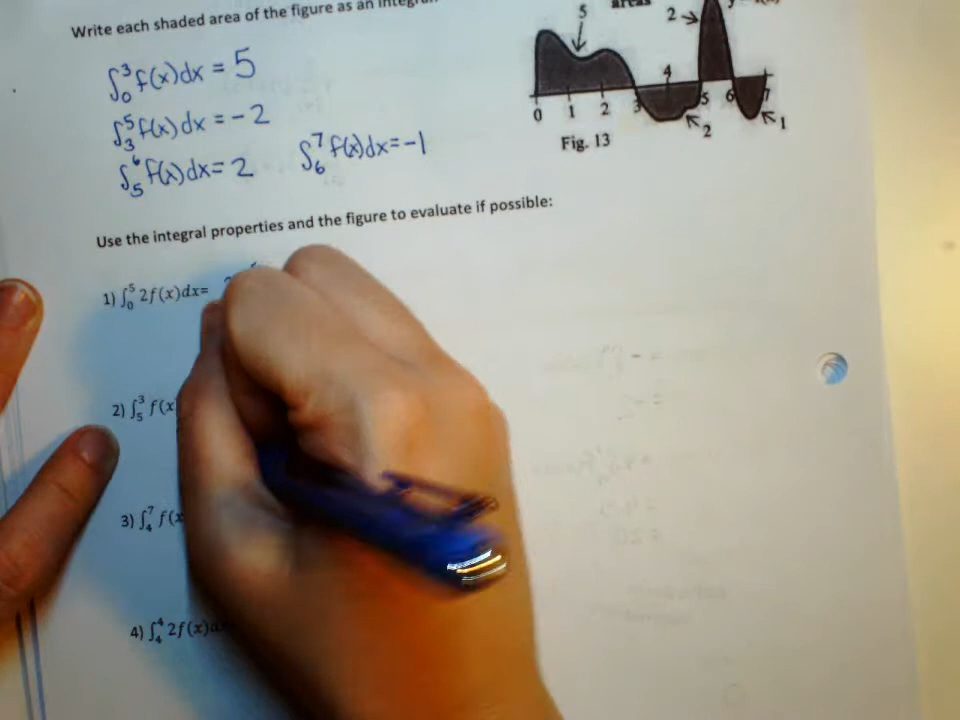 Write each shaded area of the figure as an
∫₀³ f(x)dx = 5
∫₃⁵ f(x)dx = -2
∫₅⁶ f(x)dx = 2
∫₆⁷ f(x)dx = -1
5
2
4
0 1 2 3 5 6 7
2
1
Fig. 13
Use the integral properties and the figure to evaluate if possible:
1) ∫₀⁵ 2f(x)dx=
2) ∫₅³ f(x
3) ∫₄⁷ f(x
4) ∫₄⁴ 2f(x)d